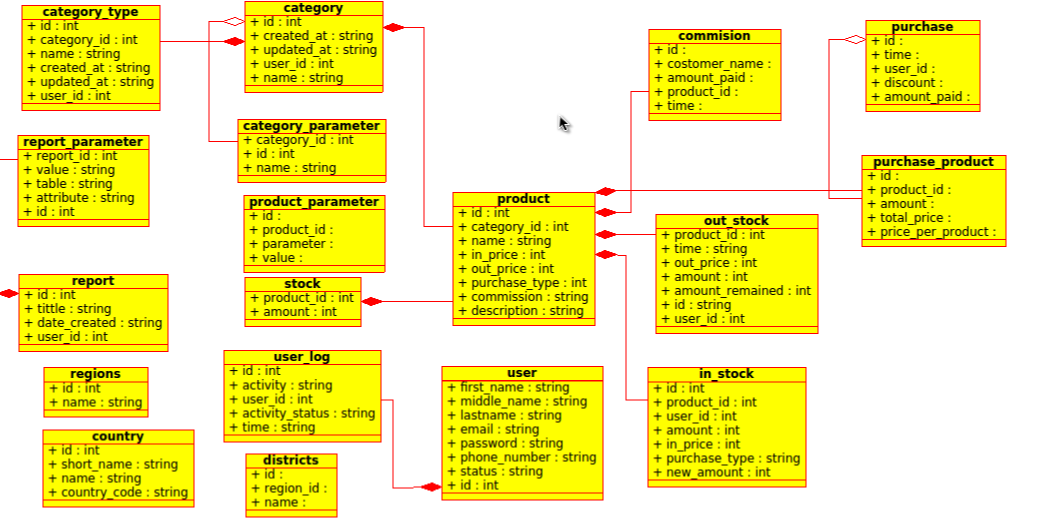 category_type
+ id : int
+ category_id : int
+ name : string
+ created_at : string
+ updated_at : string
+ user_id : int
category
+ id : int
+ created_at : string
+ updated_at : string
+ user_id : int
+ name : string
commision
+ id :
+ costomer_name :
+ amount_paid :
+ product_id :
+ time :
purchase
+ id :
+ time :
+ user_id :
+ discount :
+ amount_paid :
report_parameter
+ report_id : int
+ value : string
+ table : string
+ attribute : string
+ id : int
category_parameter
+ category_id : int
+ id : int
+ name : string
product_parameter
+ id :
+ product_id :
+ parameter :
+ value :
product
+ id : int
+ category_id : int
+ name : string
+ in_price : int
+ out_price : int
+ purchase_type : int
+ commission : string
+ description : string
out_stock
+ product_id : int
+ time : string
+ out_price : int
+ amount : int
+ amount_remained : int
+ id : string
+ user_id : int
purchase_product
+ id :
+ product_id :
+ amount :
+ total_price :
+ price_per_product :
report
+ id : int
+ tittle : string
+ date_created : string
+ user_id : int
stock
+ product_id : int
+ amount : int
regions
+ id : int
+ name : string
user_log
+ id : int
+ activity : string
+ user_id : int
+ activity_status : string
+ time : string
user
+ first_name : string
+ middle_name : string
+ lastname : string
+ email : string
+ password : string
+ phone_number : string
+ status : string
+ id : int
in_stock
+ id : int
+ product_id : int
+ user_id : int
+ amount : int
+ in_price : int
+ purchase_type : string
+ new_amount : int
country
+ id : int
+ short_name : string
+ name : string
+ country_code : string
districts
+ id :
+ region_id :
+ name :